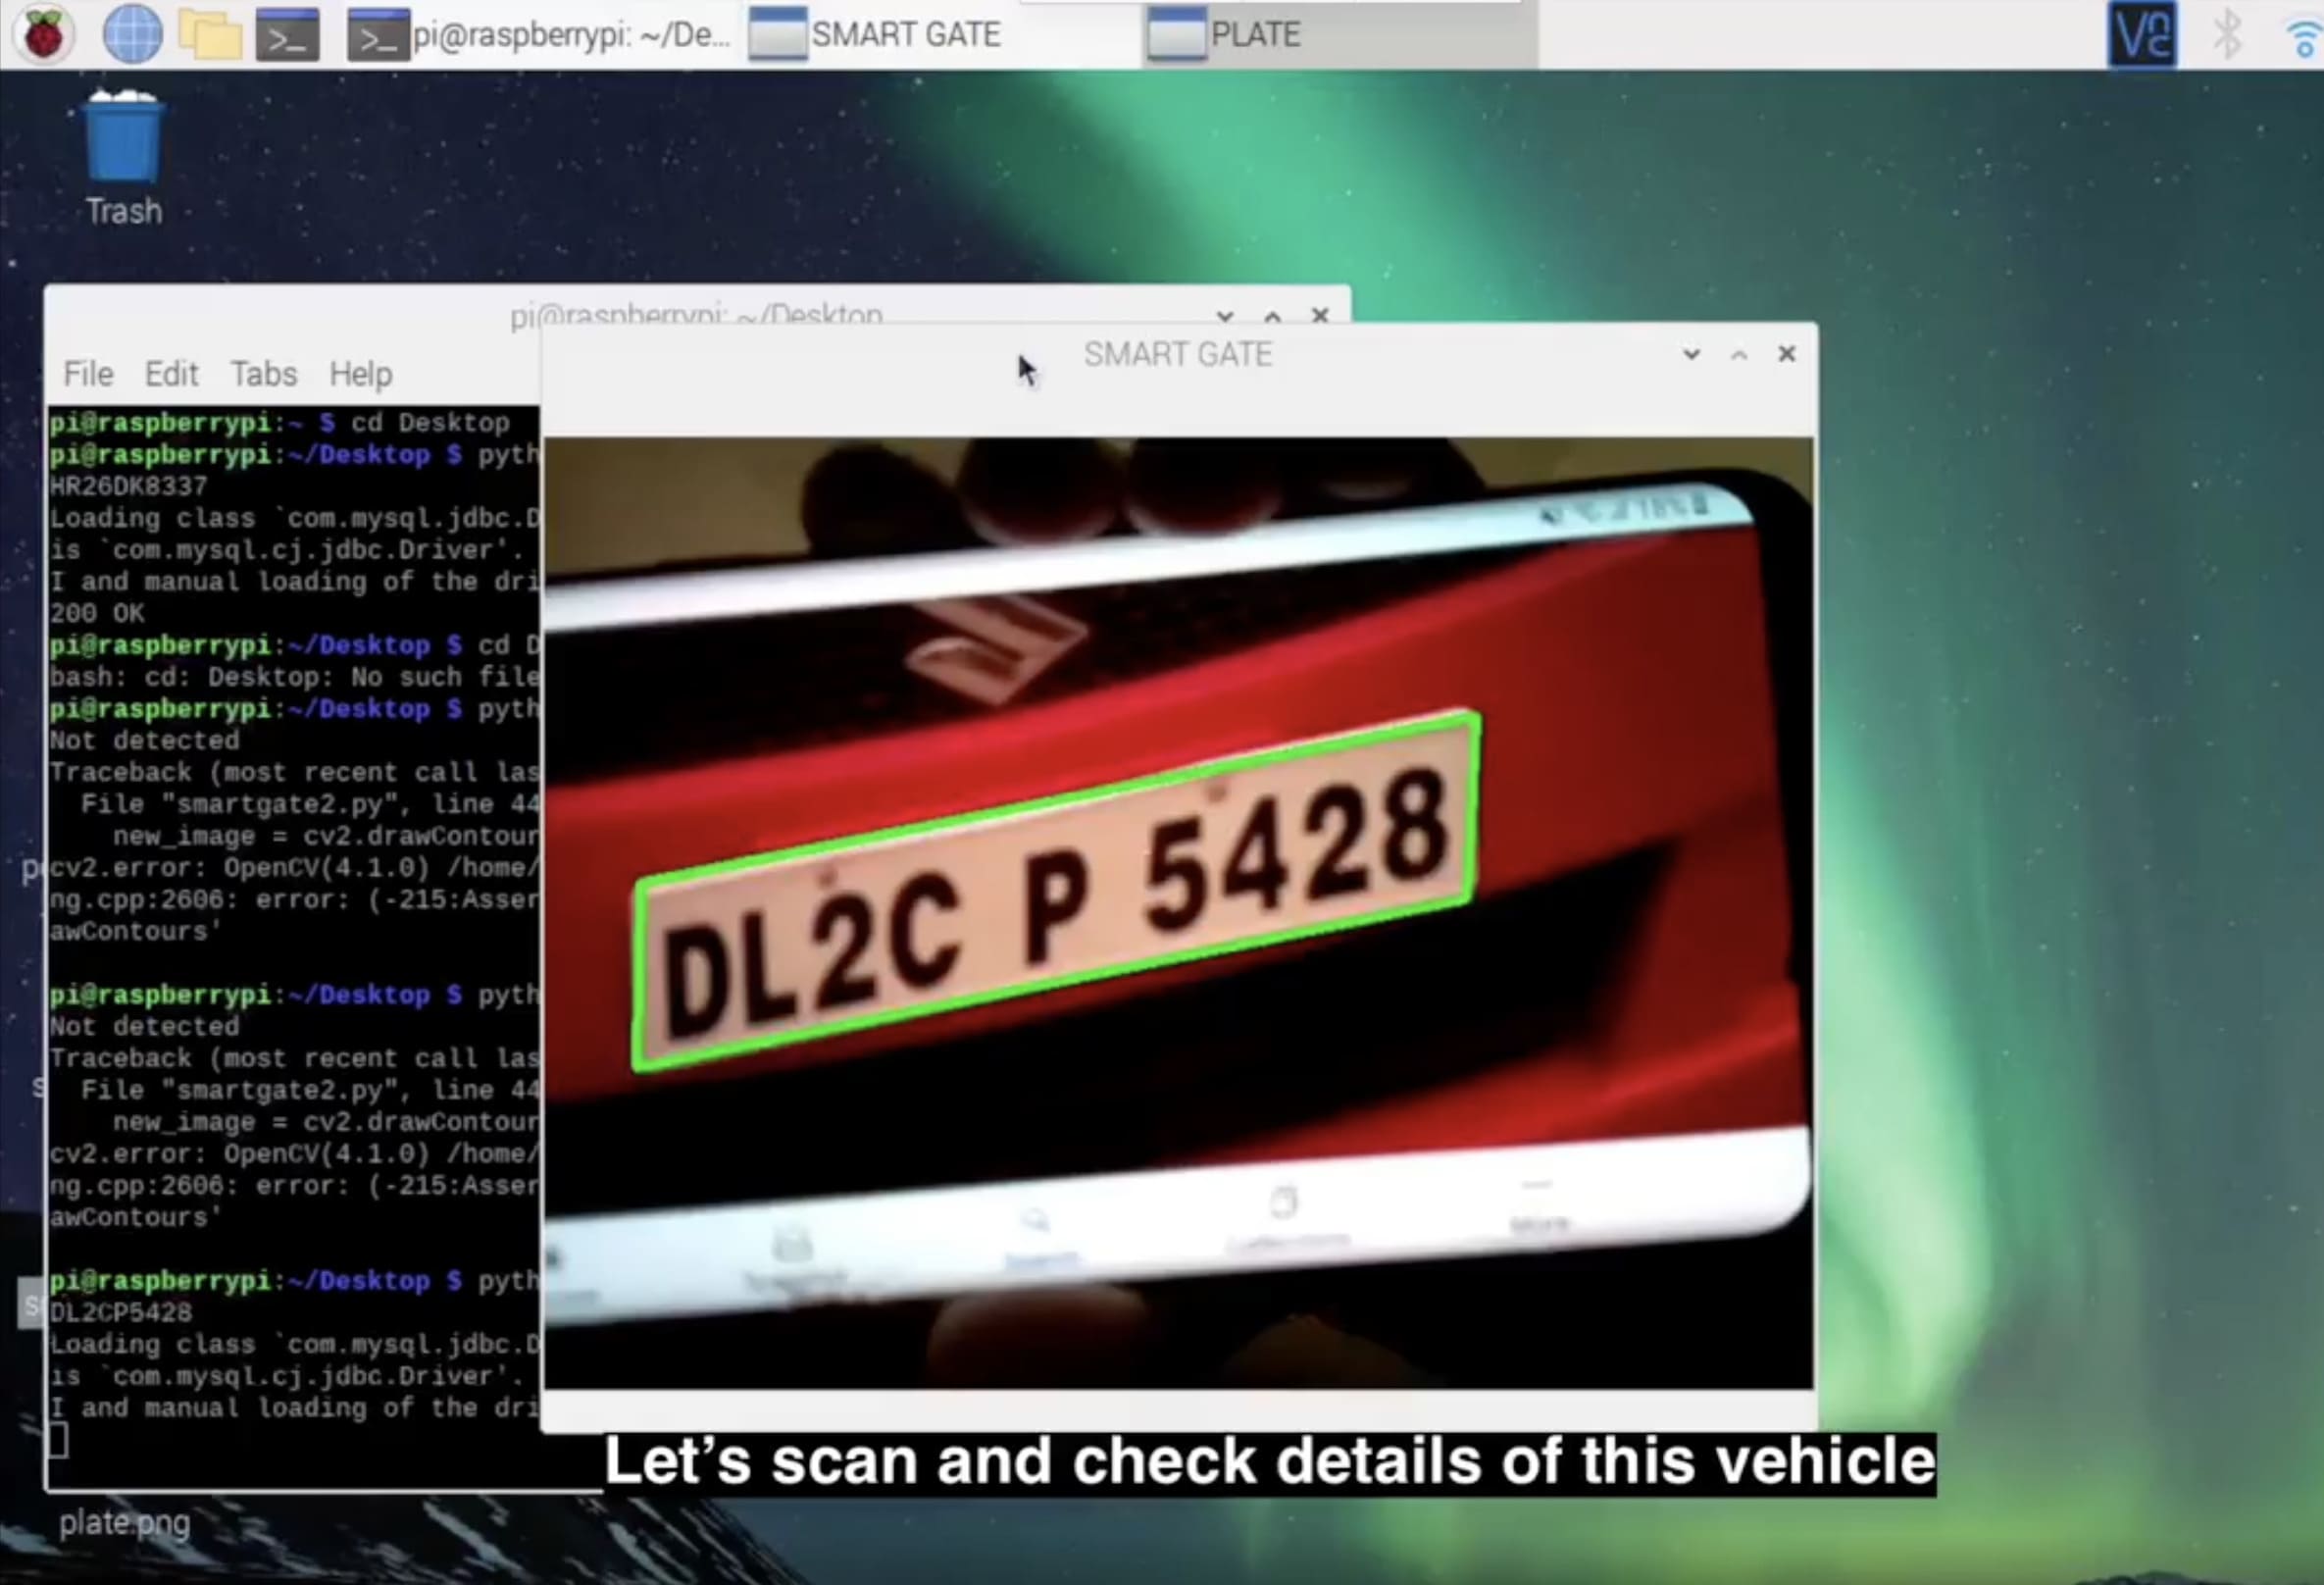 pi@raspberrypi: ~/De...
SMART GATE
PLATE
Trash
pi@raspberrypi: ~/Desktop
SMART GATE
File Edit Tabs Help
pi@raspberrypi:~ $ cd Desktop
pi@raspberrypi:~/Desktop $ pyth
HR26DK8337
Loading class `com.mysql.jdbc.D
is `com.mysql.cj.jdbc.Driver'.
I and manual loading of the dri
200 OK
pi@raspberrypi:~/Desktop $ cd D
bash: cd: Desktop: No such file
pi@raspberrypi:~/Desktop $ pyth
Not detected
Traceback (most recent call las
File "smartgate2.py", line 44
new_image = cv2.drawContour
cv2.error: OpenCV(4.1.0) /home/
ng.cpp:2606: error: (-215:Asser
awContours'
pi@raspberrypi:~/Desktop $ pyth
Not detected
Traceback (most recent call las
File "smartgate2.py", line 44
new_image = cv2.drawContour
cv2.error: OpenCV(4.1.0) /home/
ng.cpp:2606: error: (-215:Asser
awContours'
pi@raspberrypi:~/Desktop $ pyth
DL2CP5428
Loading class `com.mysql.jdbc.D
is `com.mysql.cj.jdbc.Driver'.
I and manual loading of the dri
18%
DL2C P 5428
More
Let's scan and check details of this vehicle
plate.png